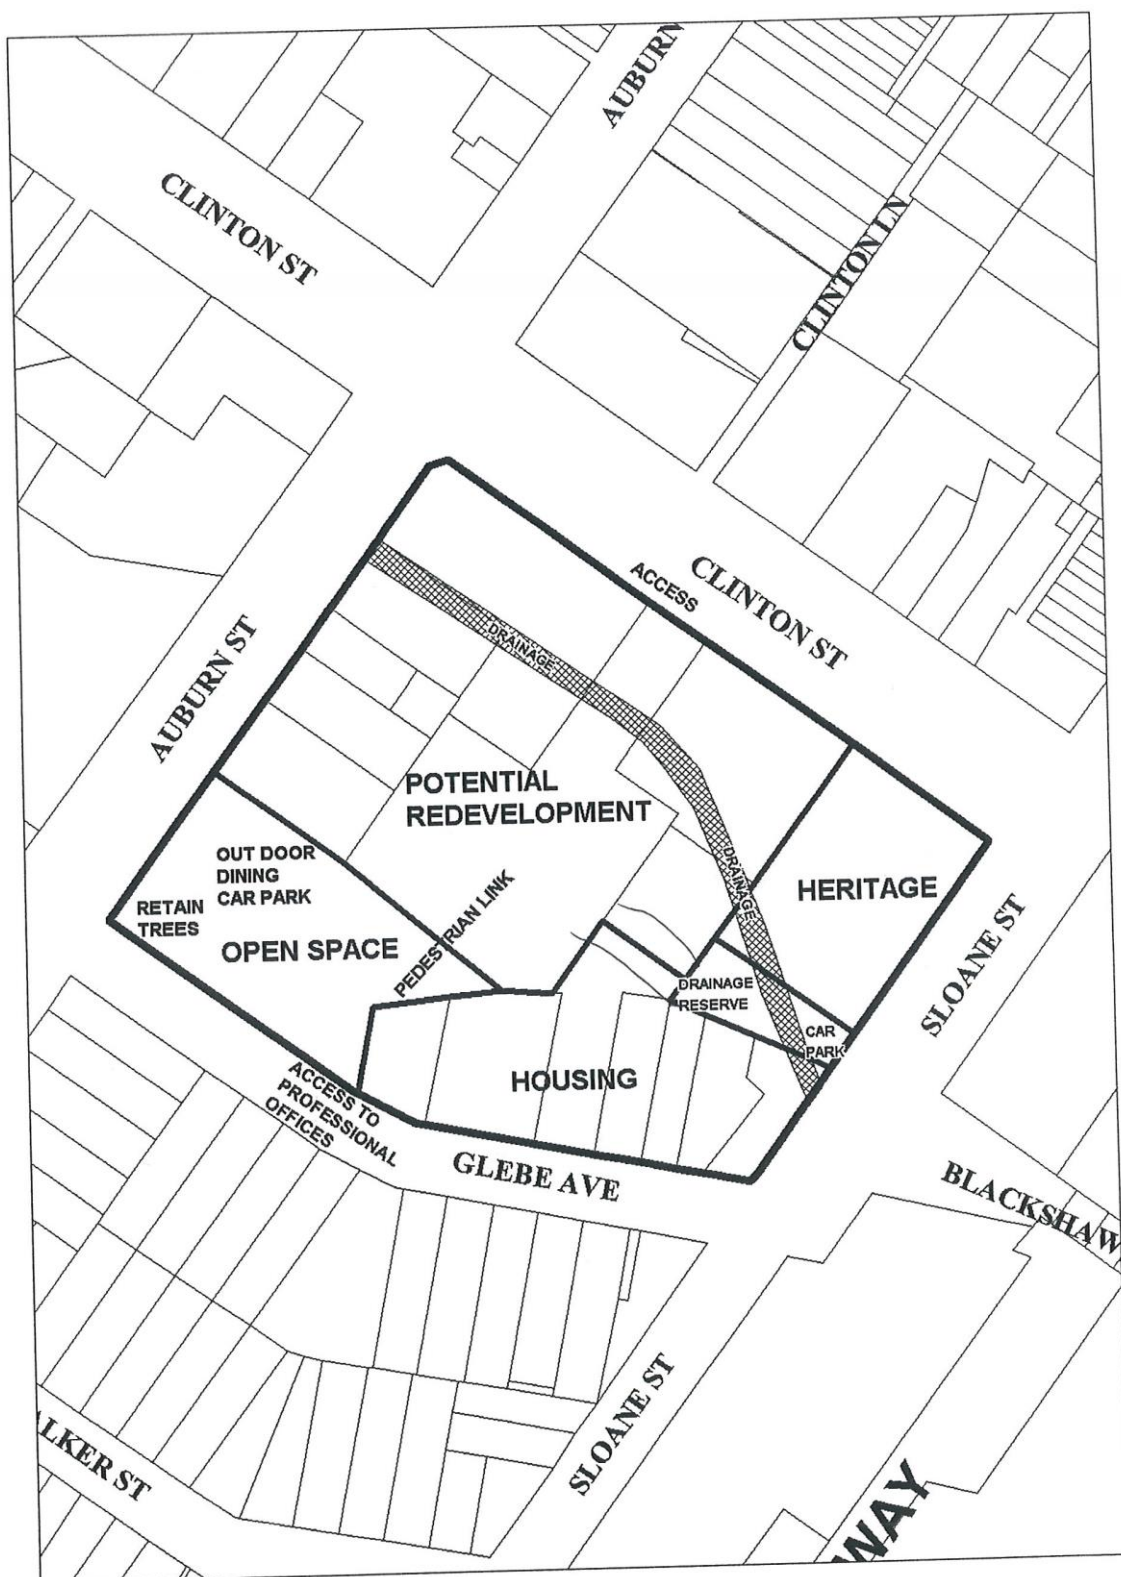 AUBURN
CLINTON ST
CLINTON LN
ACCESS
CLINTON ST
DRAINAGE
AUBURN ST
POTENTIAL
REDEVELOPMENT
OUT DOOR
DINING
CAR PARK
RETAIN
TREES
OPEN SPACE
PEDESTRIAN LINK
DRAINAGE
HERITAGE
SLOANE ST
DRAINAGE
RESERVE
CAR
PARK
HOUSING
ACCESS TO
PROFESSIONAL
OFFICES
GLEBE AVE
BLACKSHAW
SLOANE ST
ALKER ST
WAY